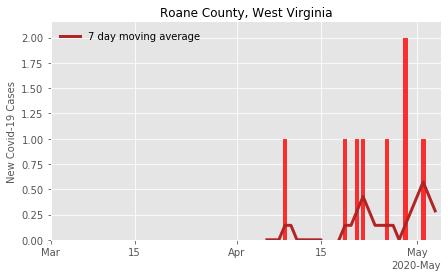 Roane County, West Virginia
7 day moving average
New Covid-19 Cases
2.00
1.75
1.50
1.25
1.00
0.75
0.50
0.25
0.00
Mar 15 Apr 15 May
2020-May